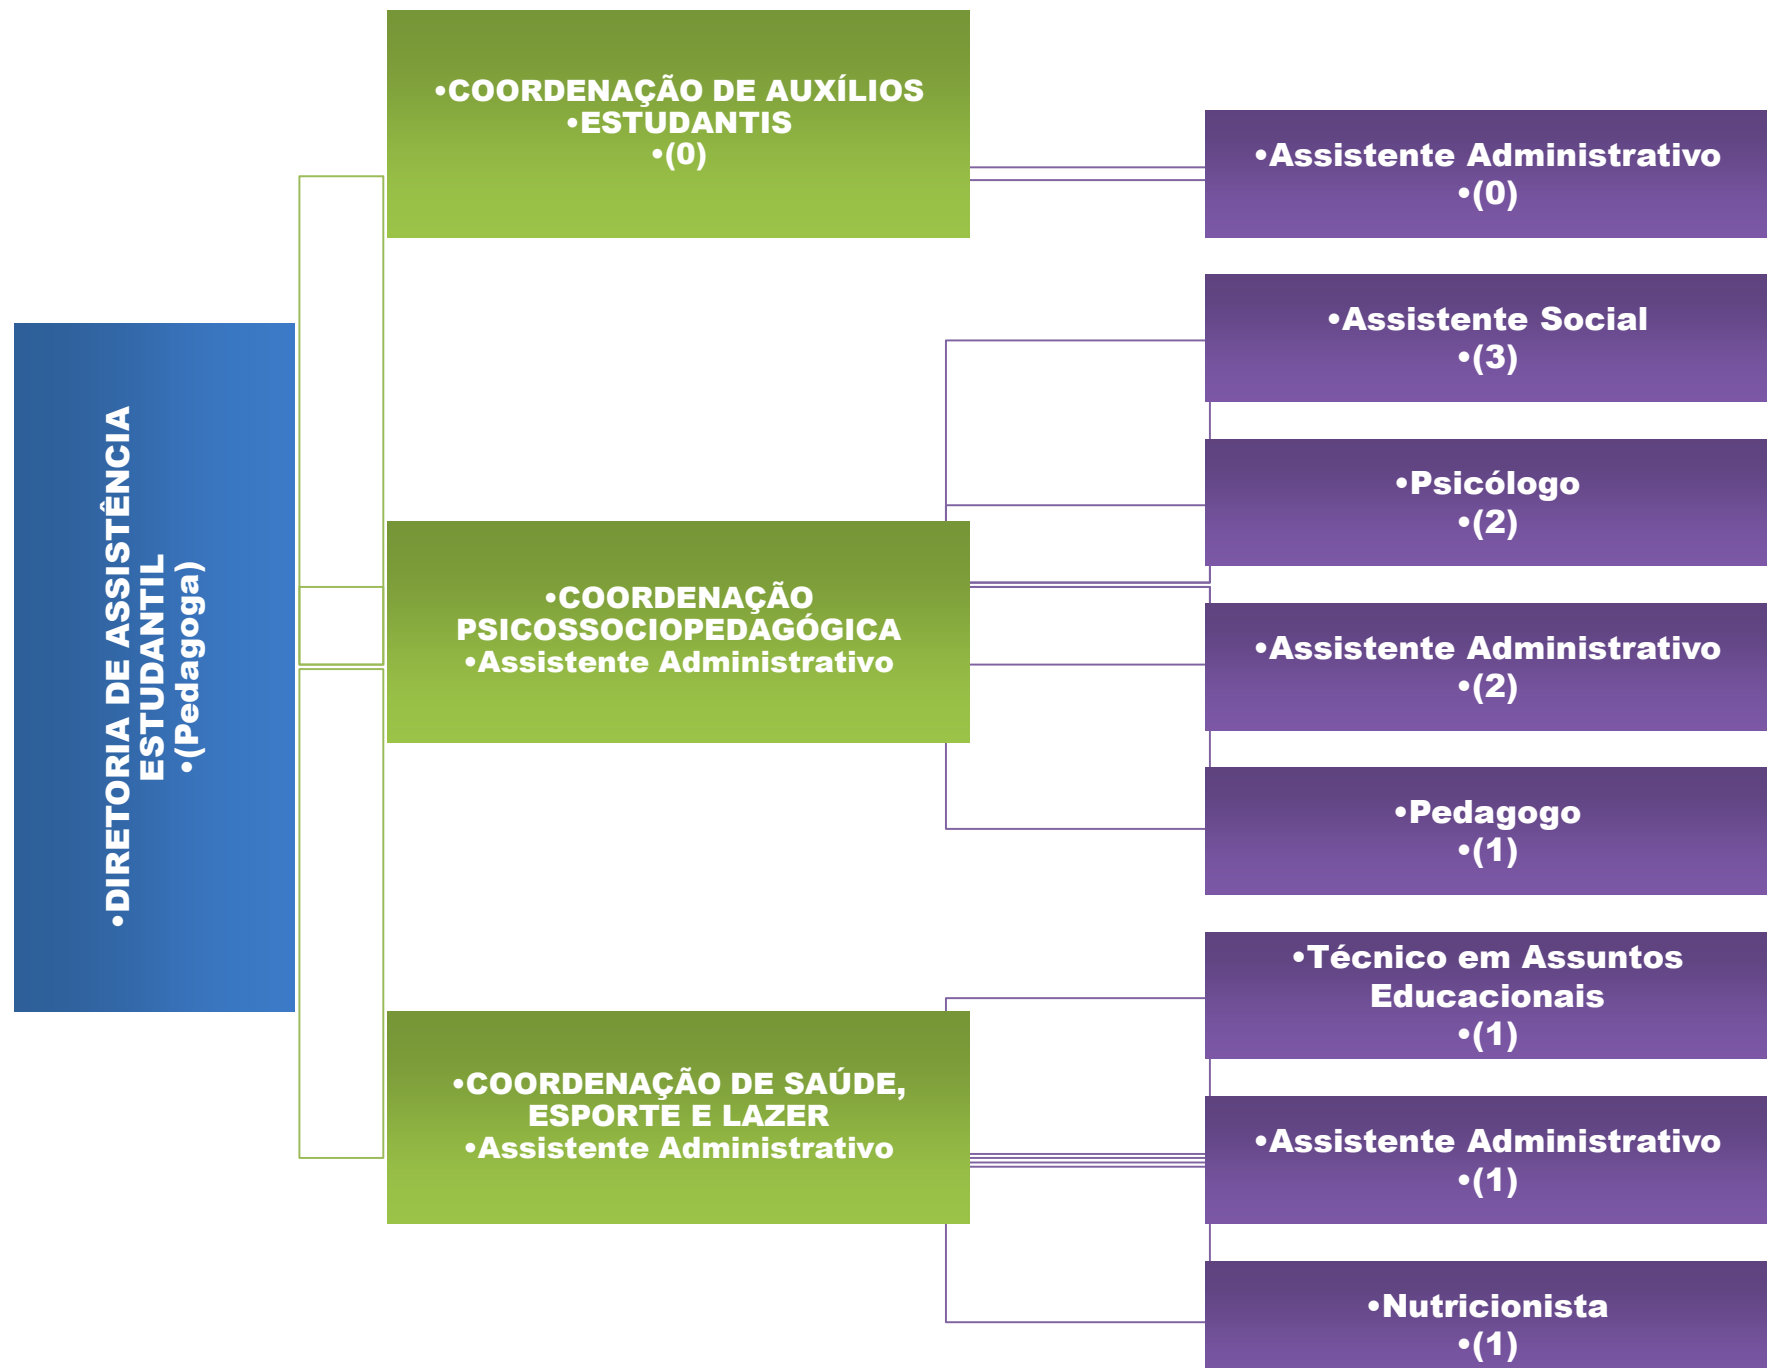 •DIRETORIA DE ASSISTÊNCIA
ESTUDANTIL
•(Pedagoga)
•COORDENAÇÃO DE AUXÍLIOS
•ESTUDANTIS
•(0)
•Assistente Administrativo
•(0)
•COORDENAÇÃO
PSICOSSOCIOPEDAGÓGICA
•Assistente Administrativo
•Assistente Social
•(3)
•Psicólogo
•(2)
•Assistente Administrativo
•(2)
•Pedagogo
•(1)
•COORDENAÇÃO DE SAÚDE,
ESPORTE E LAZER
•Assistente Administrativo
•Técnico em Assuntos
Educacionais
•(1)
•Assistente Administrativo
•(1)
•Nutricionista
•(1)